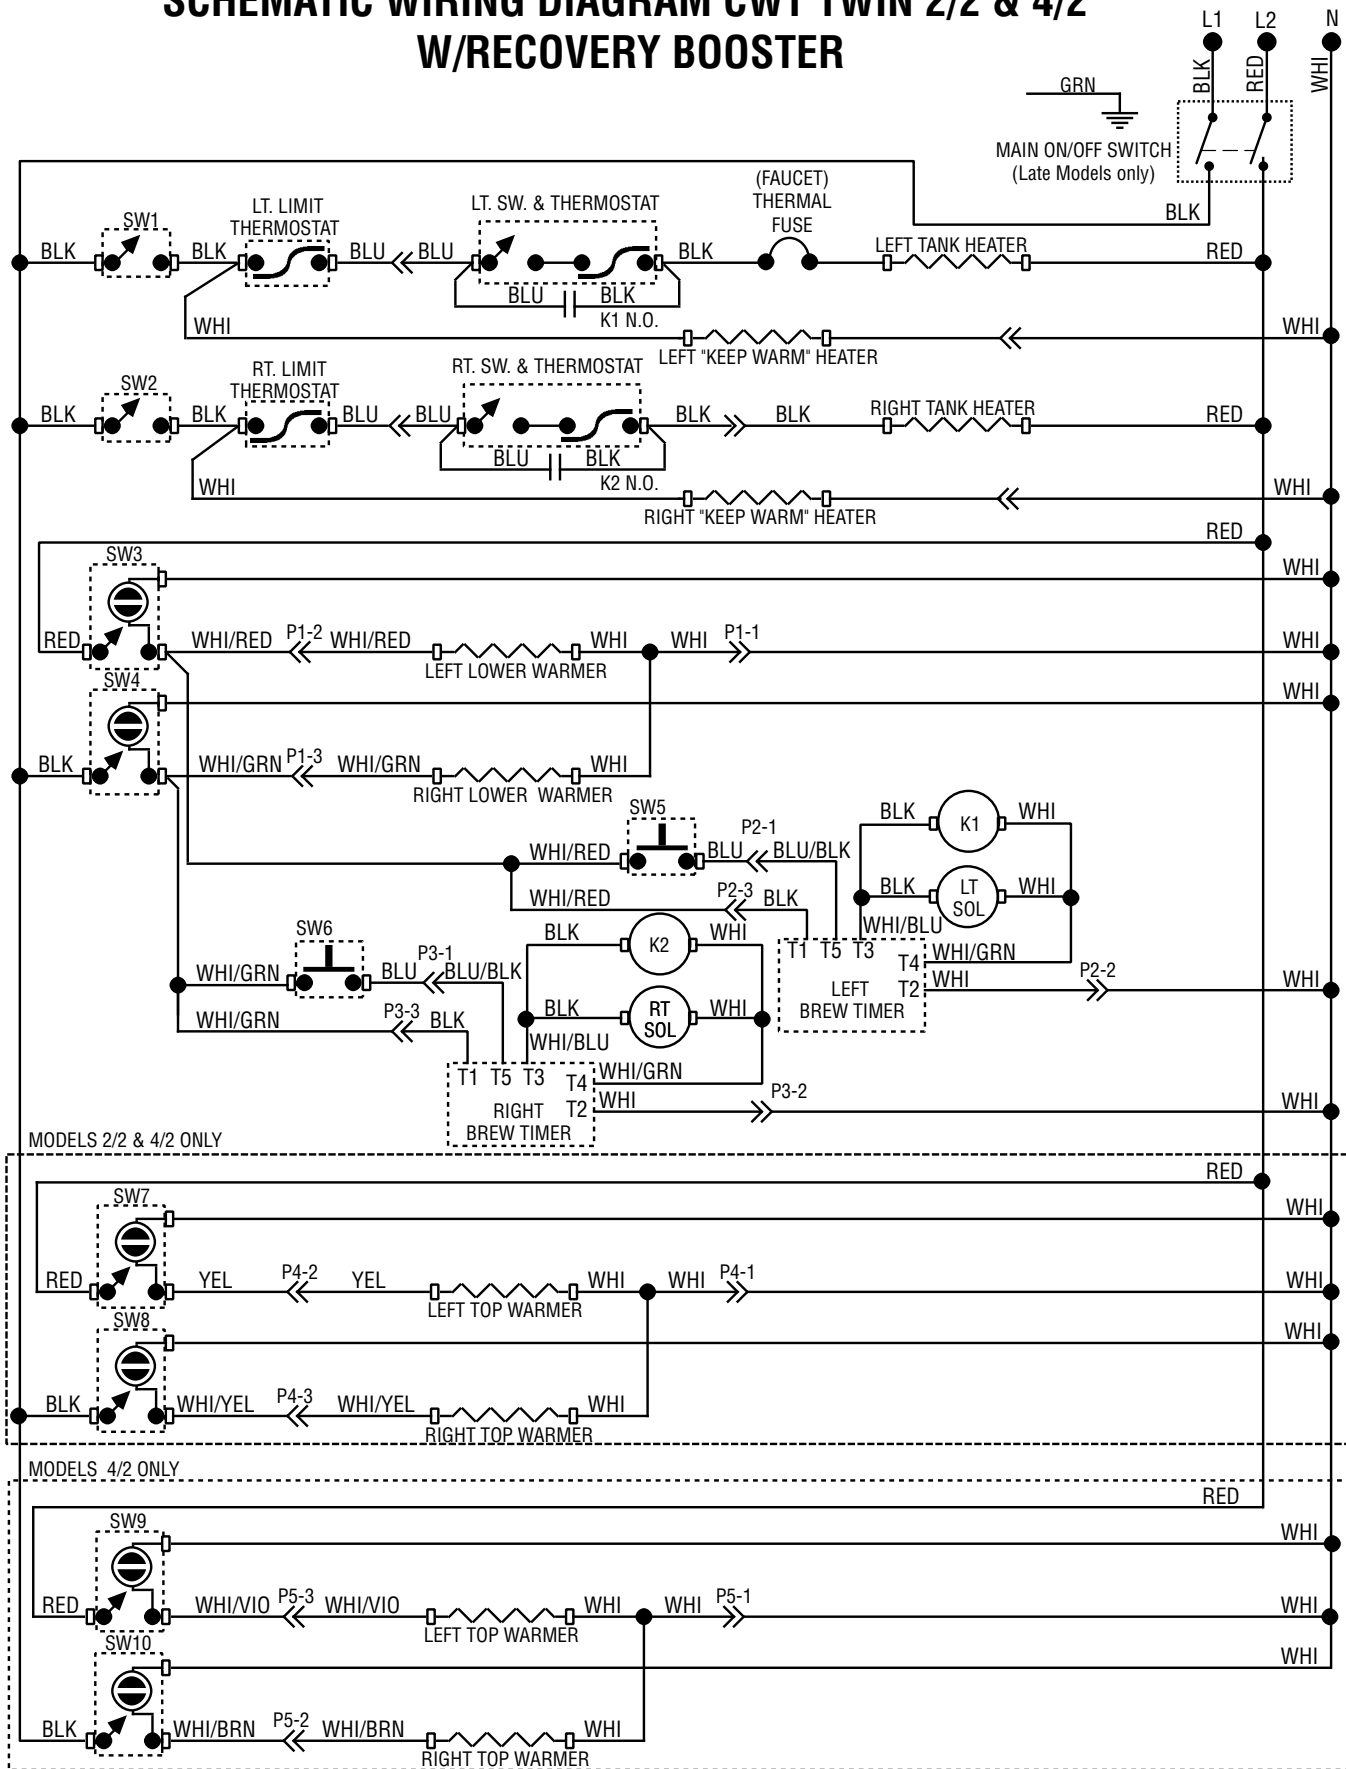 SCHEMATIC WIRING DIAGRAM CWT TWIN 2/2 & 4/2
W/RECOVERY BOOSTER
L1 L2 N
BLK RED WHI
GRN
MAIN ON/OFF SWITCH
(Late Models only)
BLK
SW1
LT. LIMIT
THERMOSTAT
LT. SW. & THERMOSTAT
(FAUCET)
THERMAL
FUSE
LEFT TANK HEATER
BLK BLK BLU BLU BLK RED
BLU BLK
K1 N.O.
WHI WHI
LEFT "KEEP WARM" HEATER
SW2
RT. LIMIT
THERMOSTAT
RT. SW. & THERMOSTAT
RIGHT TANK HEATER
BLK BLK BLU BLU BLK BLK RED
BLU BLK
K2 N.O.
WHI WHI
RIGHT "KEEP WARM" HEATER
RED
SW3
WHI
RED WHI/RED P1-2 WHI/RED WHI WHI P1-1 WHI
LEFT LOWER WARMER
SW4
WHI
BLK WHI/GRN P1-3 WHI/GRN WHI
RIGHT LOWER WARMER
SW5
P2-1
BLK K1 WHI
WHI/RED BLU BLU/BLK
WHI/RED P2-3 BLK
BLK LT
SOL WHI
WHI/BLU
SW6
BLK K2 WHI
T1 T5 T3
T4 WHI/GRN
T2 WHI P2-2 WHI
LEFT
BREW TIMER
WHI/GRN BLU P3-1 BLU/BLK
WHI/GRN P3-3 BLK
BLK RT
SOL WHI
WHI/BLU
T1 T5 T3
T4 WHI/GRN
T2 WHI P3-2 WHI
RIGHT
BREW TIMER
MODELS 2/2 & 4/2 ONLY
RED
SW7
WHI
RED YEL P4-2 YEL WHI WHI P4-1 WHI
LEFT TOP WARMER
SW8
WHI
BLK WHI/YEL P4-3 WHI/YEL WHI
RIGHT TOP WARMER
MODELS 4/2 ONLY
RED
SW9
WHI
RED WHI/VIO P5-3 WHI/VIO WHI WHI P5-1 WHI
LEFT TOP WARMER
SW10
WHI
BLK WHI/BRN P5-2 WHI/BRN WHI
RIGHT TOP WARMER